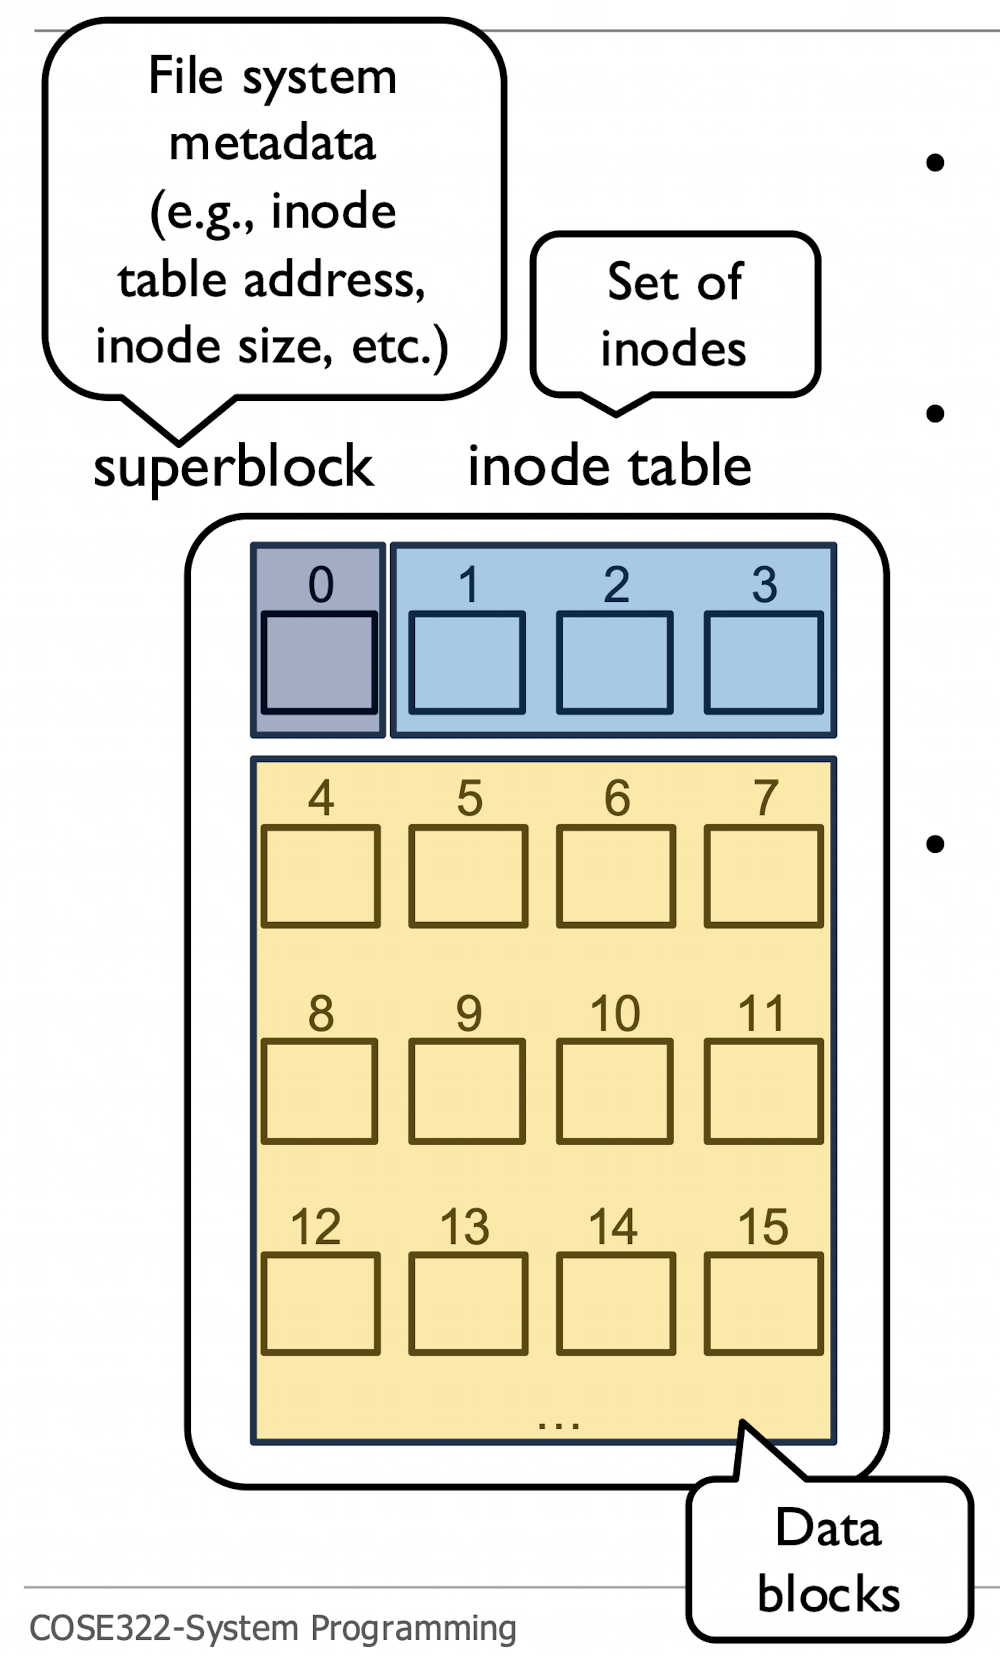 File system
metadata
(e.g., inode
table address,
inode size, etc.)
Set of
inodes
superblock
inode table
0 1 2 3
4 5 6 7
8 9 10 11
12 13 14 15
...
Data
blocks
COSE322-System Programming